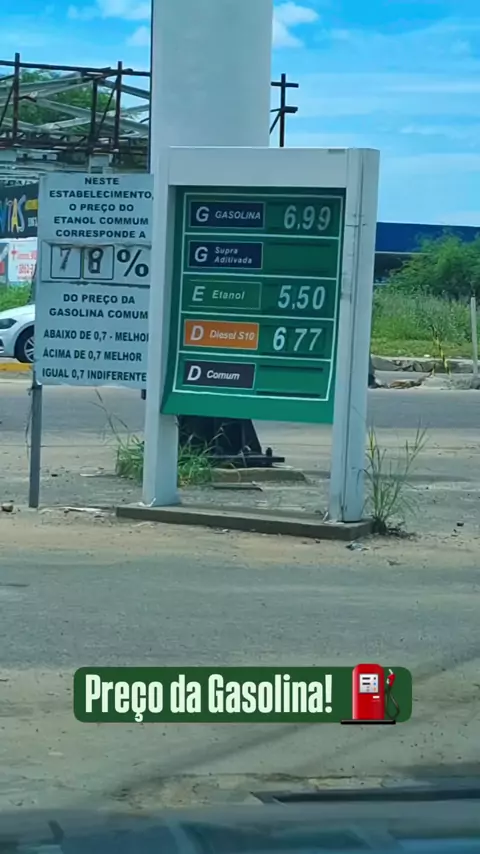 NESTE
ESTABELECIMENTO,
O PREÇO DO
ETANOL COMMUM
CORRESPONDE A
78%
DO PREÇO DA
GASOLINA COMUM
ABAIXO DE 0,7 - MELHOR
ÁCIMA DE 0,7 MELHOR
IGUAL 0,7 INDIFERENTE
G GASOLINA 6,99
G Supra
Aditivada
E Etanol 5,50
D Diesel S10 6,77
D Comum
Preço da Gasolina!